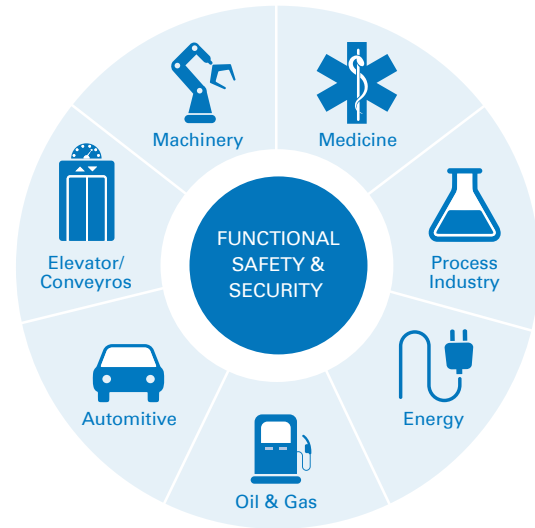 Machinery
Medicine
Elevator/
Conveyros
FUNCTIONAL
SAFETY &
SECURITY
Process
Industry
Automitive
Energy
Oil & Gas